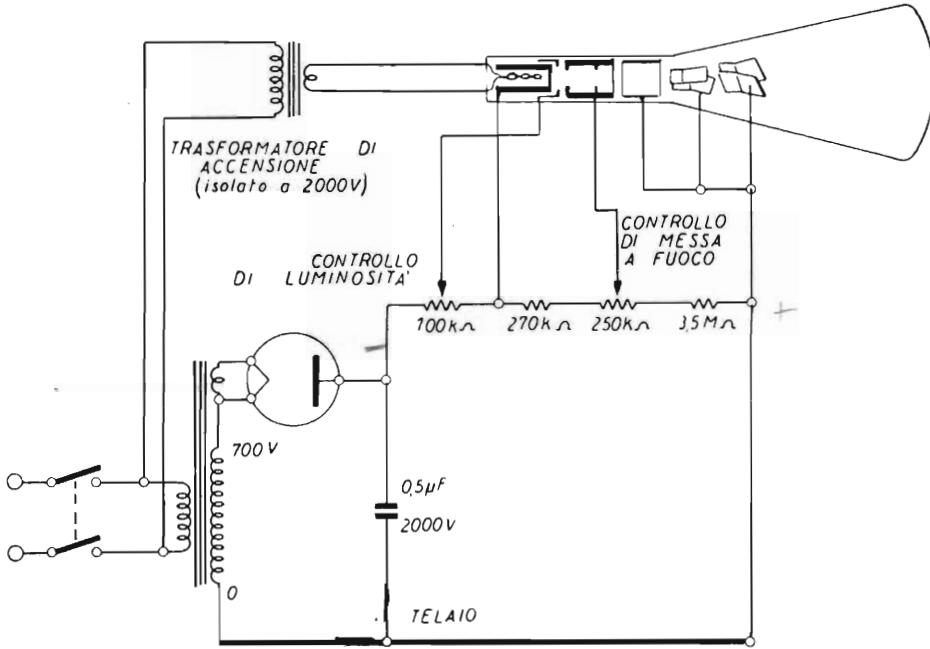 TRASFORMATORE DI
ACCENSIONE
(isolato a 2000V)
CONTROLLO
DI MESSA
A FUOCO
CONTROLLO
DI LUMINOSITA'
100KΩ
270KΩ
250KΩ
3,5MΩ
+
-
700V
0,5µF
2000V
0
TELAIO